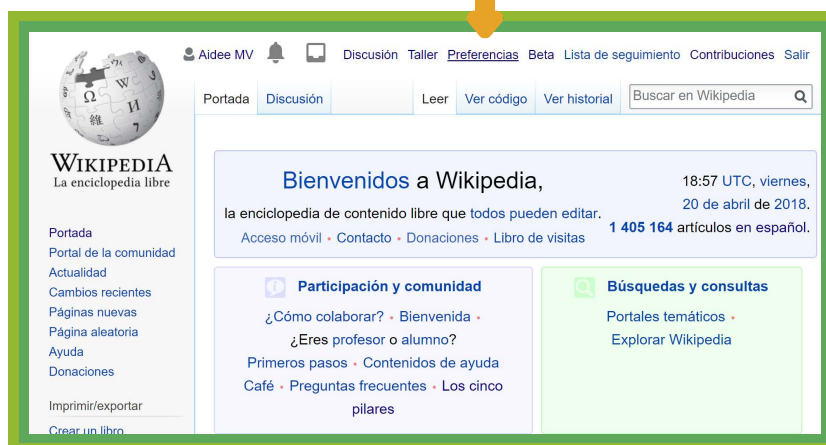 Aidee MV Discusión Taller Preferencias Beta Lista de seguimiento Contribuciones Salir
Portada Discusión Leer Ver código Ver historial Buscar en Wikipedia
Ω W И 維 7
WIKIPEDIA
La enciclopedia libre
Portada
Portal de la comunidad
Actualidad
Cambios recientes
Páginas nuevas
Página aleatoria
Ayuda
Donaciones
Imprimir/exportar
Crear un libro
Bienvenidos a Wikipedia,
la enciclopedia de contenido libre que todos pueden editar.
Acceso móvil • Contacto • Donaciones • Libro de visitas
18:57 UTC, viernes,
20 de abril de 2018.
1 405 164 artículos en español.
Participación y comunidad
¿Cómo colaborar? • Bienvenida •
¿Eres profesor o alumno?
Primeros pasos • Contenidos de ayuda
Café • Preguntas frecuentes • Los cinco
pilares
Búsquedas y consultas
Portales temáticos •
Explorar Wikipedia